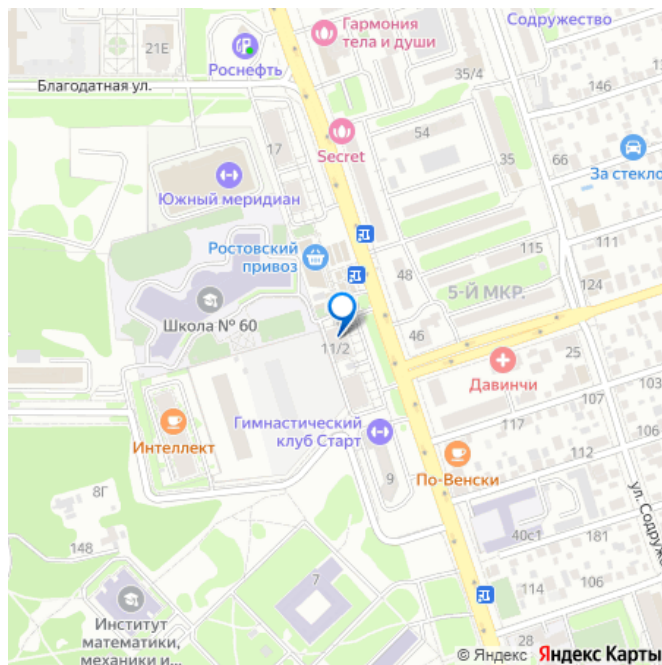 Гармония
тела и души
Содружество
21Е
Роснефть
35/4
Благодатная ул.
146
54
17
Secret
35
66
За стекло
Южный меридиан
Ростовский
привоз
115
111
48
124
5-Й МКР.
Школа № 60
46
11/2
Давинчи
25
103
107
Гимнастический
клуб Старт
117
Интеллект
112
По-Венски
9
8Г
ул. Содруже
40с1
181
148
7
114
106
Институт
математики,
механики и...
28
© Яндекс Яндекс Карты